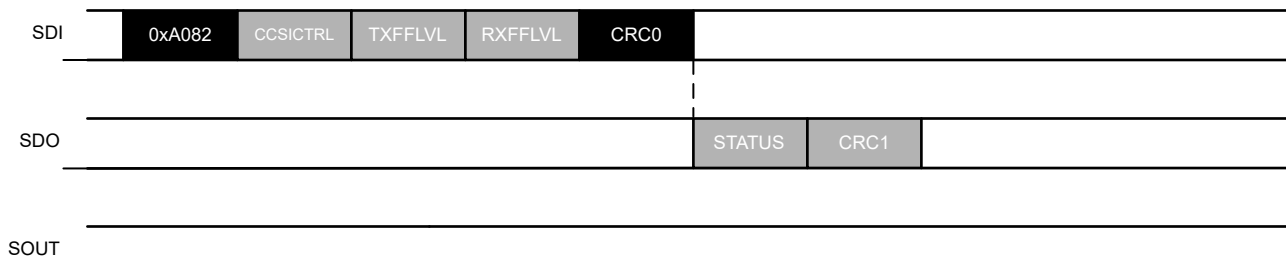 SDI 0xA082 CCSICTRL TXFFLVL RXFFLVL CRC0
SDO STATUS CRC1
SOUT